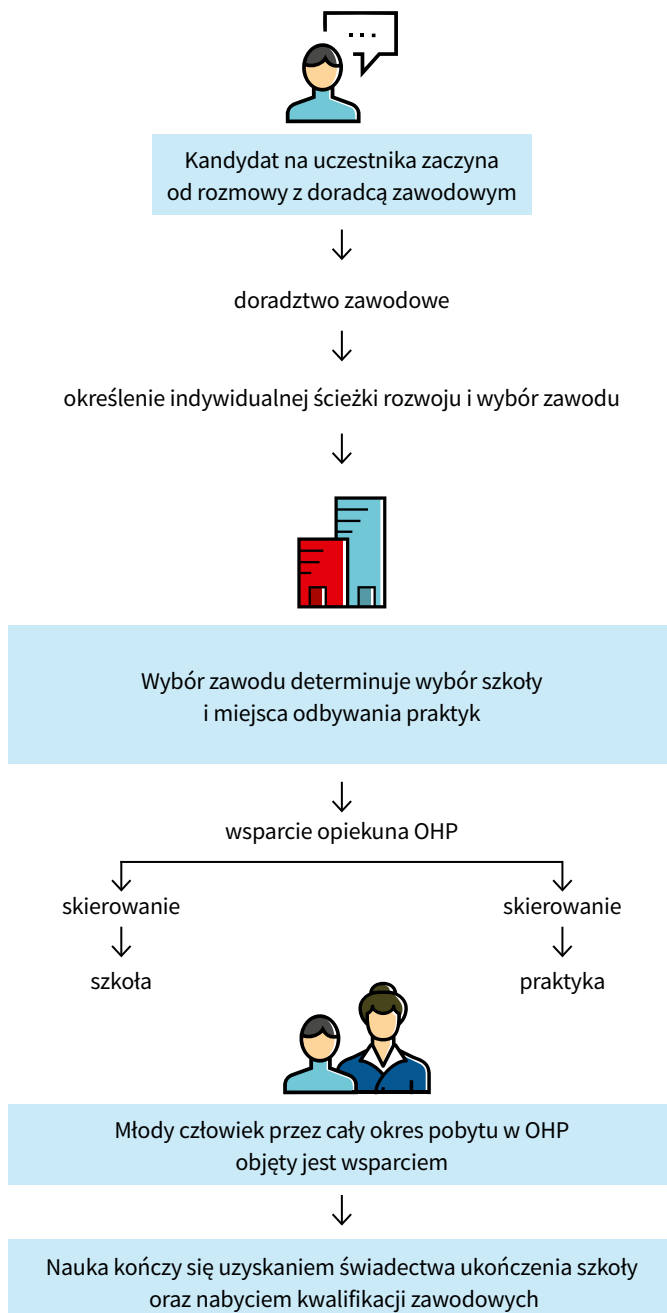 ...
Kandydat na uczestnika zaczyna
od rozmowy z doradcą zawodowym
doradztwo zawodowe
określenie indywidualnej ścieżki rozwoju i wybór zawodu
Wybór zawodu determinuje wybór szkoły
i miejsca odbywania praktyk
wsparcie opiekuna OHP
skierowanie
skierowanie
szkoła
praktyka
Młody człowiek przez cały okres pobytu w OHP
objęty jest wsparciem
Nauka kończy się uzyskaniem świadectwa ukończenia szkoły
oraz nabyciem kwalifikacji zawodowych